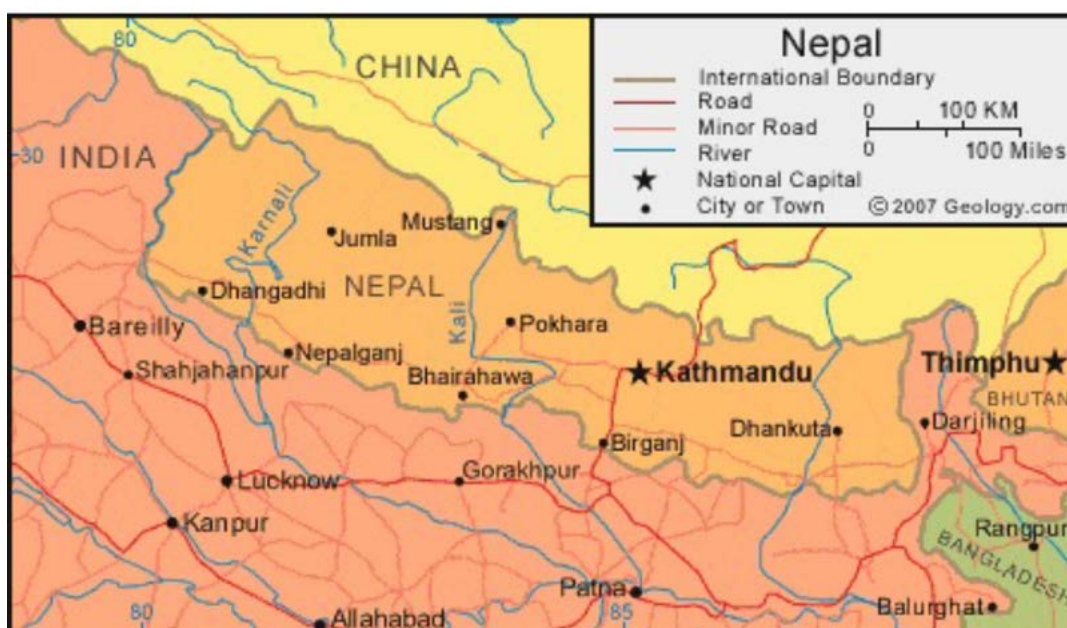 Nepal
International Boundary
Road
Minor Road
River
National Capital
City or Town
0 100 KM
0 100 Miles
© 2007 Geology.com
80
CHINA
30
INDIA
Karnali
Mustang
Jumla
NEPAL
Dhangadhi
Kali
Pokhara
Bareilly
Nepalganj
Shahjahanpur
Bhairahawa
Kathmandu
Thimphu
BHUTAN
Birganj
Dhankuta
Darjiling
Lucknow
Gorakhpur
Kanpur
Rangpur
BANGLADESH
Patna
Balurghat
80
Allahabad
85